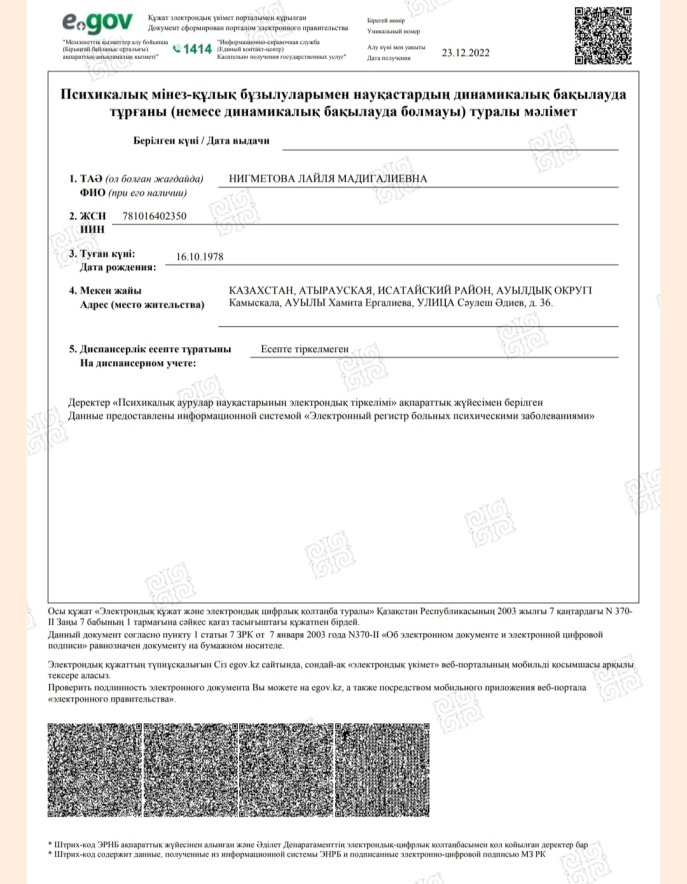 eGov
Құжат электрондық үкімет порталымен құрылған
Документ сформирован порталом электронного правительства
"Мемлекеттік қызметтер алу бойынша
(Бірыңғай байланыс орталығы)
ақпараттық-анықтамалық қызметі"
1414
"Информационно-справочная служба
(Единый контакт-центр)
Касательно получения государственных услуг"
Бірегей нөмір
Уникальный номер
Алу күні мен уақыты
Дата получения
23.12.2022
Психикалық мінез-құлық бұзылуларымен науқастардың динамикалық бақылауда
тұрғаны (немесе динамикалық бақылауда болмауы) туралы мәлімет
Берілген күні / Дата выдачи
1. ТАӘ (ол болған жағдайда)
ФИО (при его наличии)
НИГМЕТОВА ЛАЙЛЯ МАДИГАЛИЕВНА
2. ЖСН
ИИН
781016402350
3. Туған күні:
Дата рождения:
16.10.1978
4. Мекен жайы
Адрес (место жительства)
КАЗАХСТАН, АТЫРАУСКАЯ, ИСАТАЙСКИЙ РАЙОН, АУЫЛДЫҚ ОКРУГІ
Камыскала, АУЫЛЫ Хамита Ергалиева, УЛИЦА Сәулеш Әдиев, д. 36.
5. Диспансерлік есепте тұратыны
На диспансерном учете:
Есепте тіркелмеген
Деректер «Психикалық аурулар науқастарының электрондық тіркелімі» ақпараттық жүйесімен берілген
Данные предоставлены информационной системой «Электронный регистр больных психическими заболеваниями»
Осы құжат «Электрондық құжат және электрондық цифрлық қолтаңба туралы» Қазақстан Республикасының 2003 жылғы 7 қаңтардағы N 370-
II Заңы 7 бабының 1 тармағына сәйкес қағаз тасығыштағы құжатпен бірдей.
Данный документ согласно пункту 1 статьи 7 ЗРК от 7 января 2003 года N370-II «Об электронном документе и электронной цифровой
подписи» равнозначен документу на бумажном носителе.
Электрондық құжаттың түпнұсқалығын Сіз egov.kz сайтында, сондай-ақ «электрондық үкімет» веб-порталының мобильді қосымшасы арқылы
тексере аласыз.
Проверить подлинность электронного документа Вы можете на egov.kz, а также посредством мобильного приложения веб-портала
«электронного правительства».
* Штрих-код ЭРНБ ақпараттық жүйесінен алынған және Әділет Депаратаменттің электрондық-цифрлық қолтаңбасымен қол қойылған деректер бар
* Штрих-код содержит данные, полученные из информационной системы ЭНРБ и подписанные электронно-цифровой подписью МЗ РК